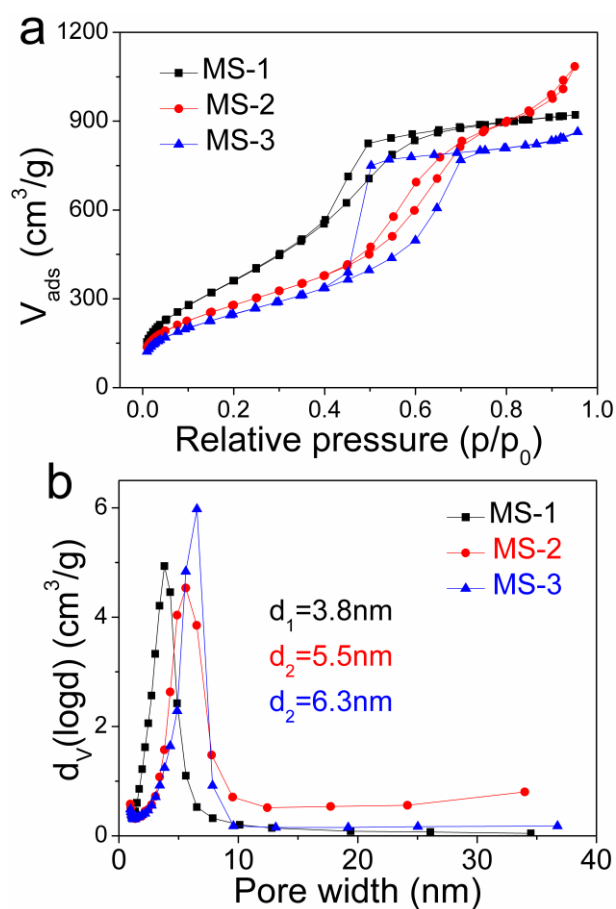 a
1200
900
600
300
0
V_ads (cm³/g)
MS-1
MS-2
MS-3
0.0 0.2 0.4 0.6 0.8 1.0
Relative pressure (p/p₀)
b
6
4
2
0
d_V(logd) (cm³/g)
MS-1
MS-2
MS-3
d₁=3.8nm
d₂=5.5nm
d₂=6.3nm
0 10 20 30 40
Pore width (nm)